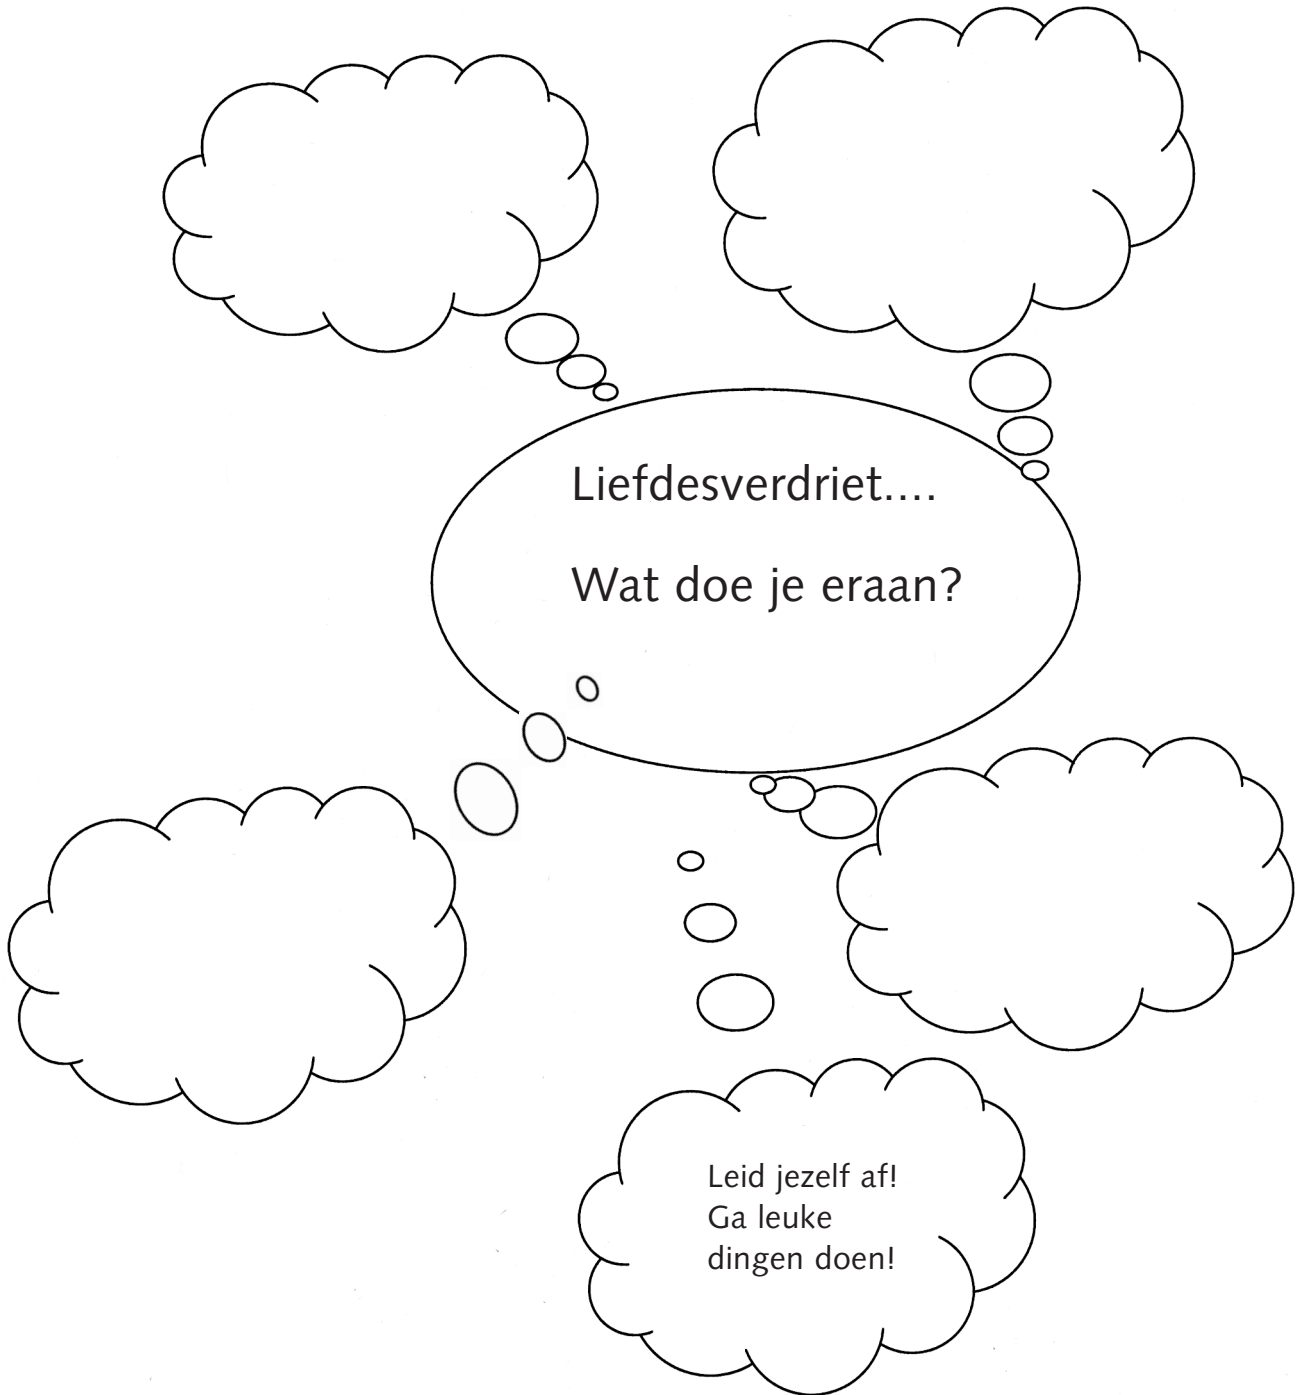 Liefdesverdriet....
Wat doe je eraan?
Leid jezelf af!
Ga leuke
dingen doen!